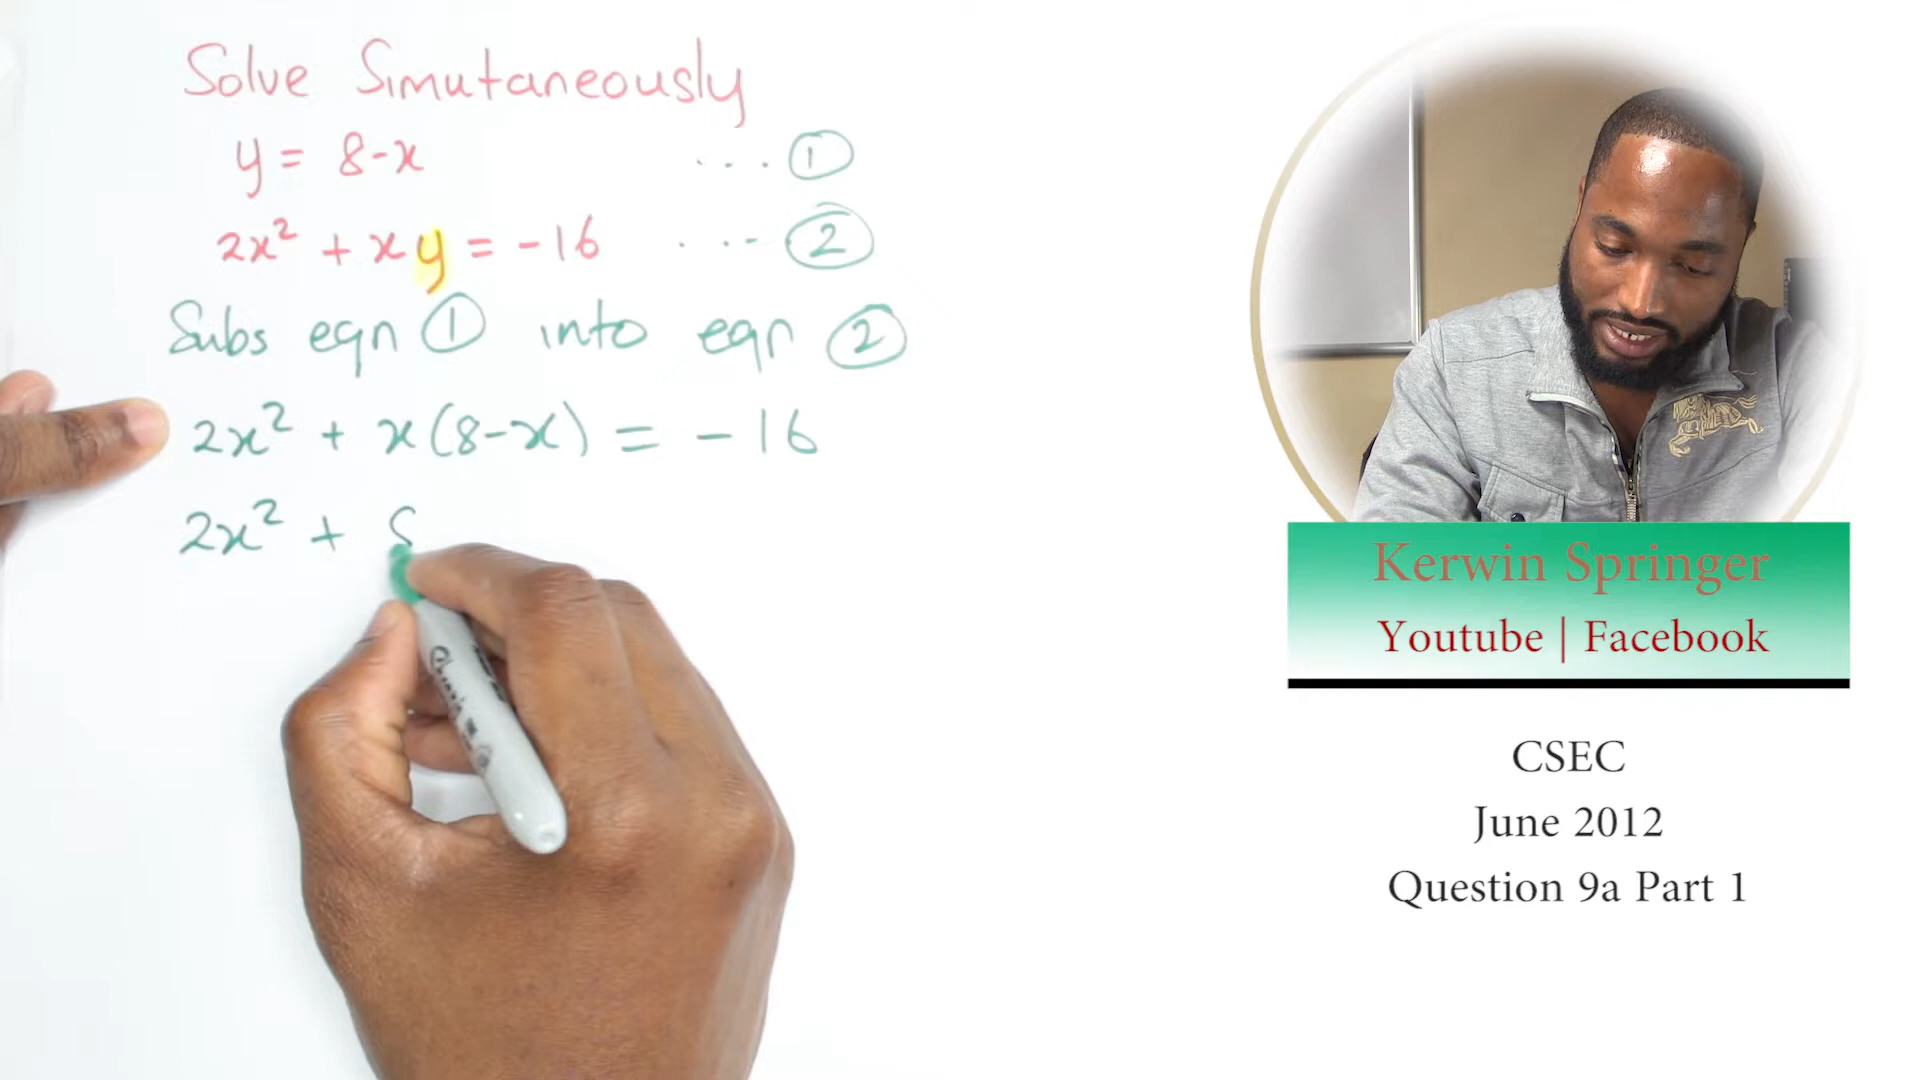 Solve Simutaneously
y = 8-x ... ①
2x² + xy = -16 ... ②
Subs eqn ① into eqn ②
2x² + x(8-x) = -16
2x² +
Kerwin Springer
Youtube | Facebook
CSEC
June 2012
Question 9a Part 1